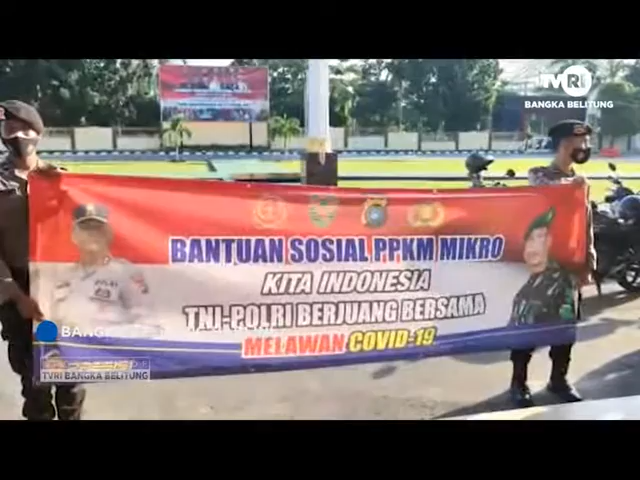 TVRI
BANGKA BELITUNG
BANTUAN SOSIAL PPKM MIKRO
KITA INDONESIA
TNI-POLRI BERJUANG BERSAMA
MELAWAN COVID-19
TVRI BANGKA BELITUNG